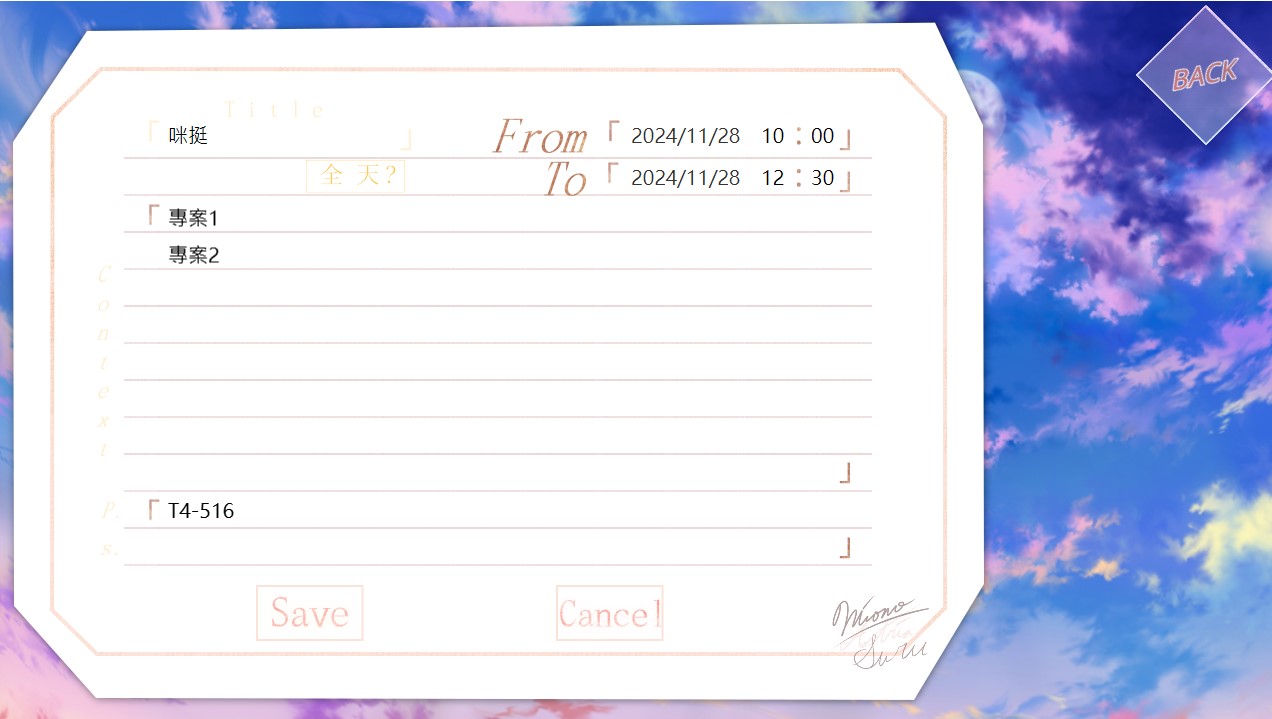 BACK
Title
「咪挺」
From「2024/11/28 10：00」
全天?
To「2024/11/28 12：30」
Context
「專案1
專案2
」
P.s.
「T4-516
」
Save
Cancel
Miono
Suru